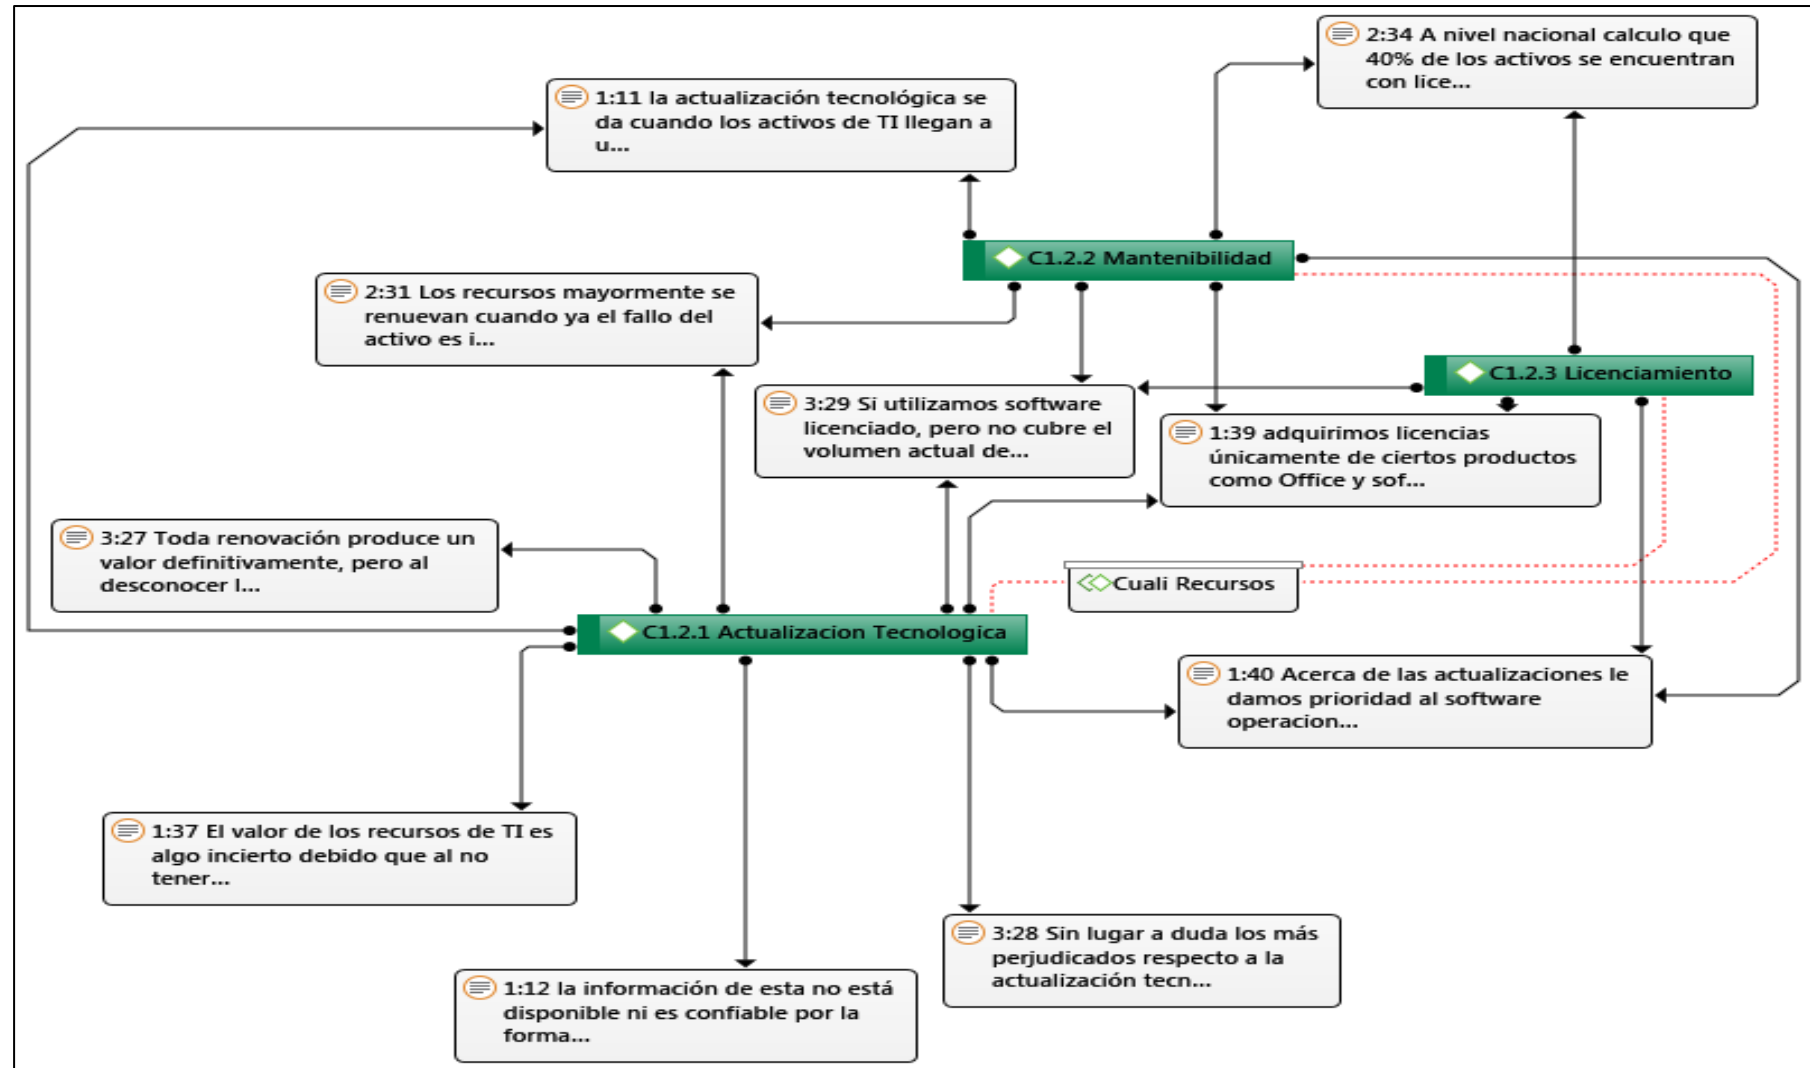 2:34 A nivel nacional calculo que
40% de los activos se encuentran
con lice...
1:11 la actualización tecnológica se
da cuando los activos de TI llegan a
u...
C1.2.2 Mantenibilidad
2:31 Los recursos mayormente se
renuevan cuando ya el fallo del
activo es i...
C1.2.3 Licenciamiento
3:29 Si utilizamos software
licenciado, pero no cubre el
volumen actual de...
1:39 adquirimos licencias
únicamente de ciertos productos
como Office y sof...
3:27 Toda renovación produce un
valor definitivamente, pero al
desconocer l...
Cuali Recursos
C1.2.1 Actualizacion Tecnologica
1:40 Acerca de las actualizaciones le
damos prioridad al software
operacion...
1:37 El valor de los recursos de TI es
algo incierto debido que al no
tener...
3:28 Sin lugar a duda los más
perjudicados respecto a la
actualización tecn...
1:12 la información de esta no está
disponible ni es confiable por la
forma...